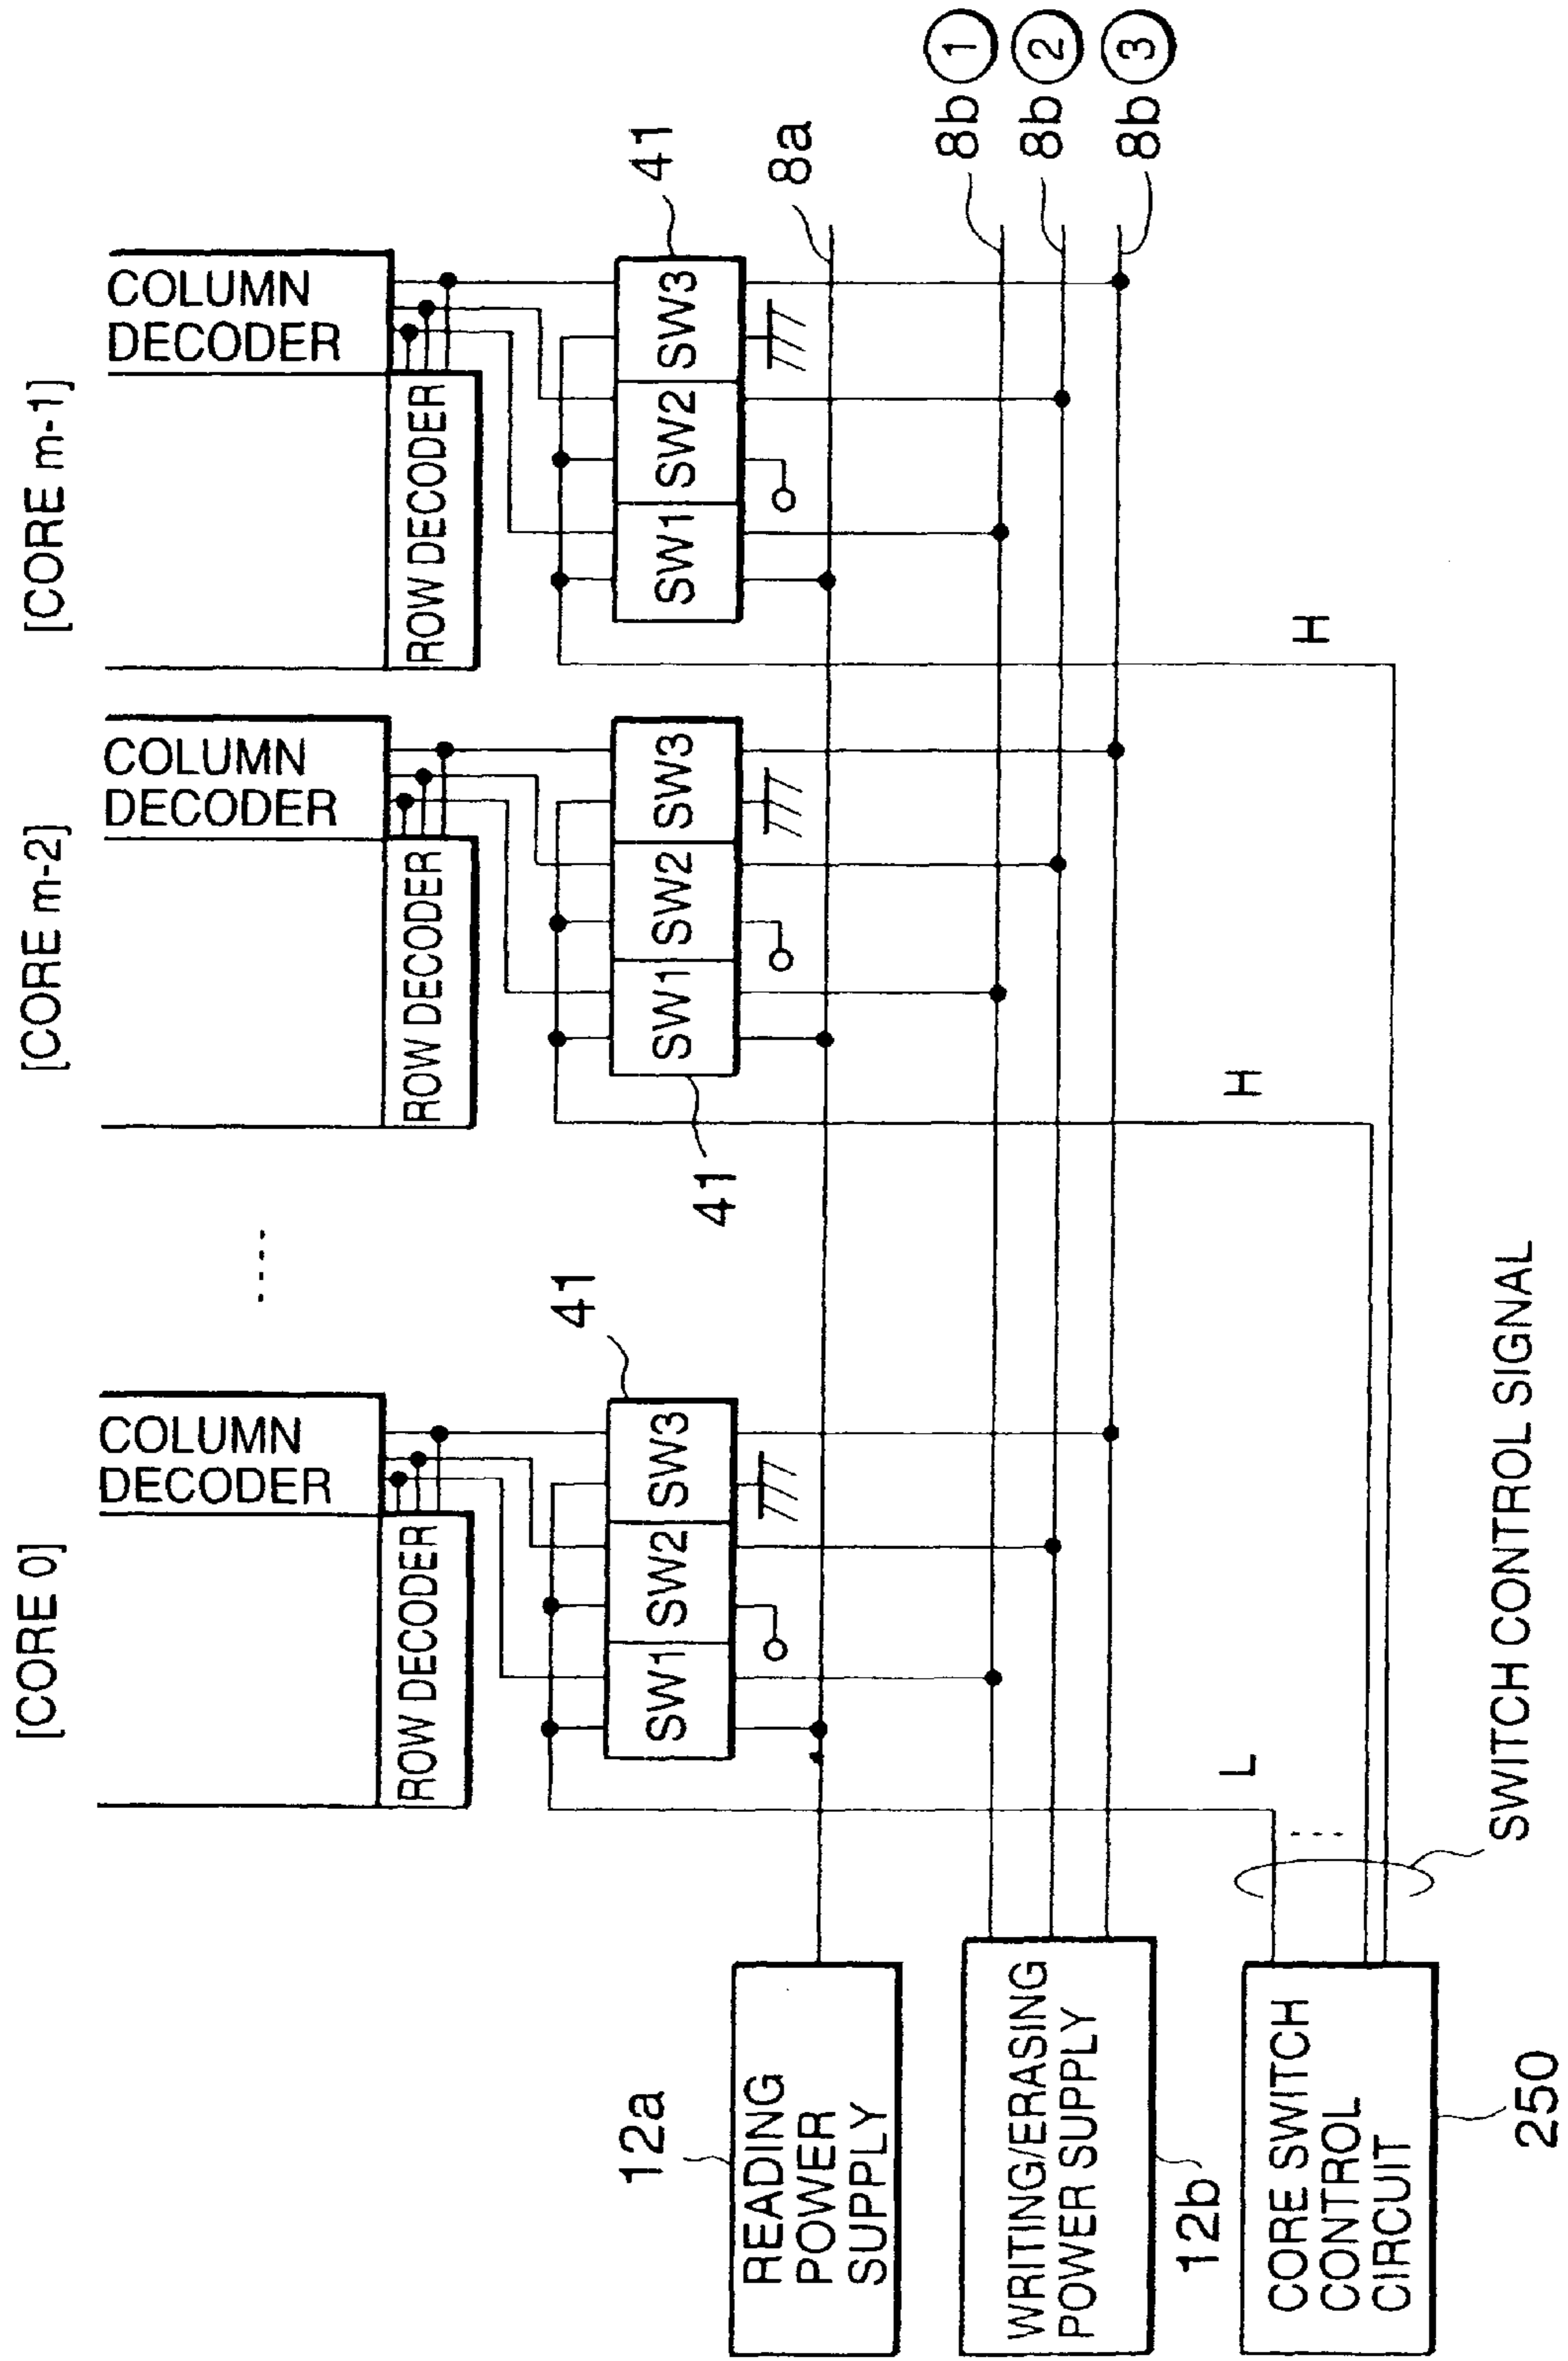 [CORE 0]
[CORE m-2]
[CORE m-1]
COLUMN
DECODER
COLUMN
DECODER
COLUMN
DECODER
ROW DECODER
ROW DECODER
ROW DECODER
....
41
SW1 SW2 SW3
41
SW1 SW2 SW3
41
SW1 SW2 SW3
12a
READING
POWER
SUPPLY
8a
WRITING/ERASING
POWER SUPPLY
12b
8b ①
8b ②
8b ③
CORE SWITCH
CONTROL
CIRCUIT
250
L
H
H
....
SWITCH CONTROL SIGNAL